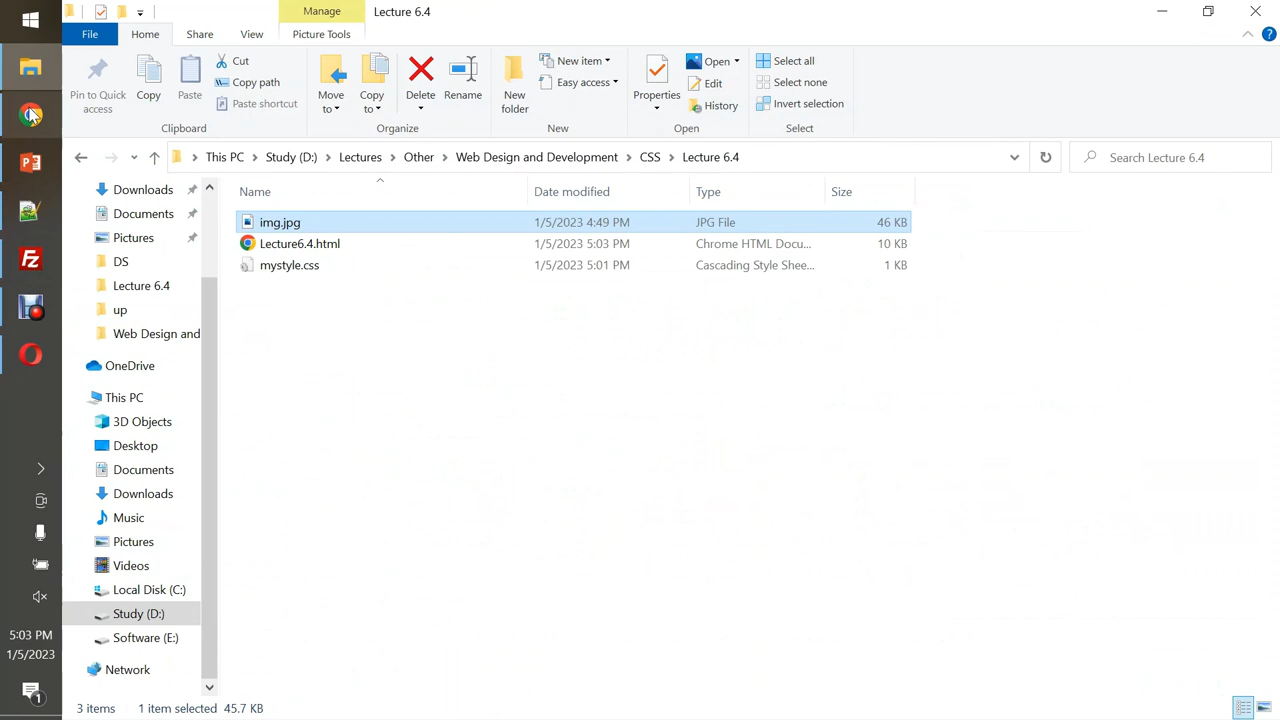 Manage
Lecture 6.4
File
Home
Share
View
Picture Tools
Pin to Quick access
Copy
Paste
Cut
Copy path
Paste shortcut
Clipboard
Move to
Copy to
Delete
Rename
Organize
New folder
New item
Easy access
New
Properties
Open
Edit
History
Open
Select all
Select none
Invert selection
Select
This PC > Study (D:) > Lectures > Other > Web Design and Development > CSS > Lecture 6.4
Search Lecture 6.4
Name
Date modified
Type
Size
img.jpg 1/5/2023 4:49 PM JPG File 46 KB
Lecture6.4.html 1/5/2023 5:03 PM Chrome HTML Docu... 10 KB
mystyle.css 1/5/2023 5:01 PM Cascading Style Shee... 1 KB
Downloads
Documents
Pictures
DS
Lecture 6.4
up
Web Design and
OneDrive
This PC
3D Objects
Desktop
Documents
Downloads
Music
Pictures
Videos
Local Disk (C:)
Study (D:)
Software (E:)
Network
5:03 PM
1/5/2023
1
3 items
1 item selected 45.7 KB